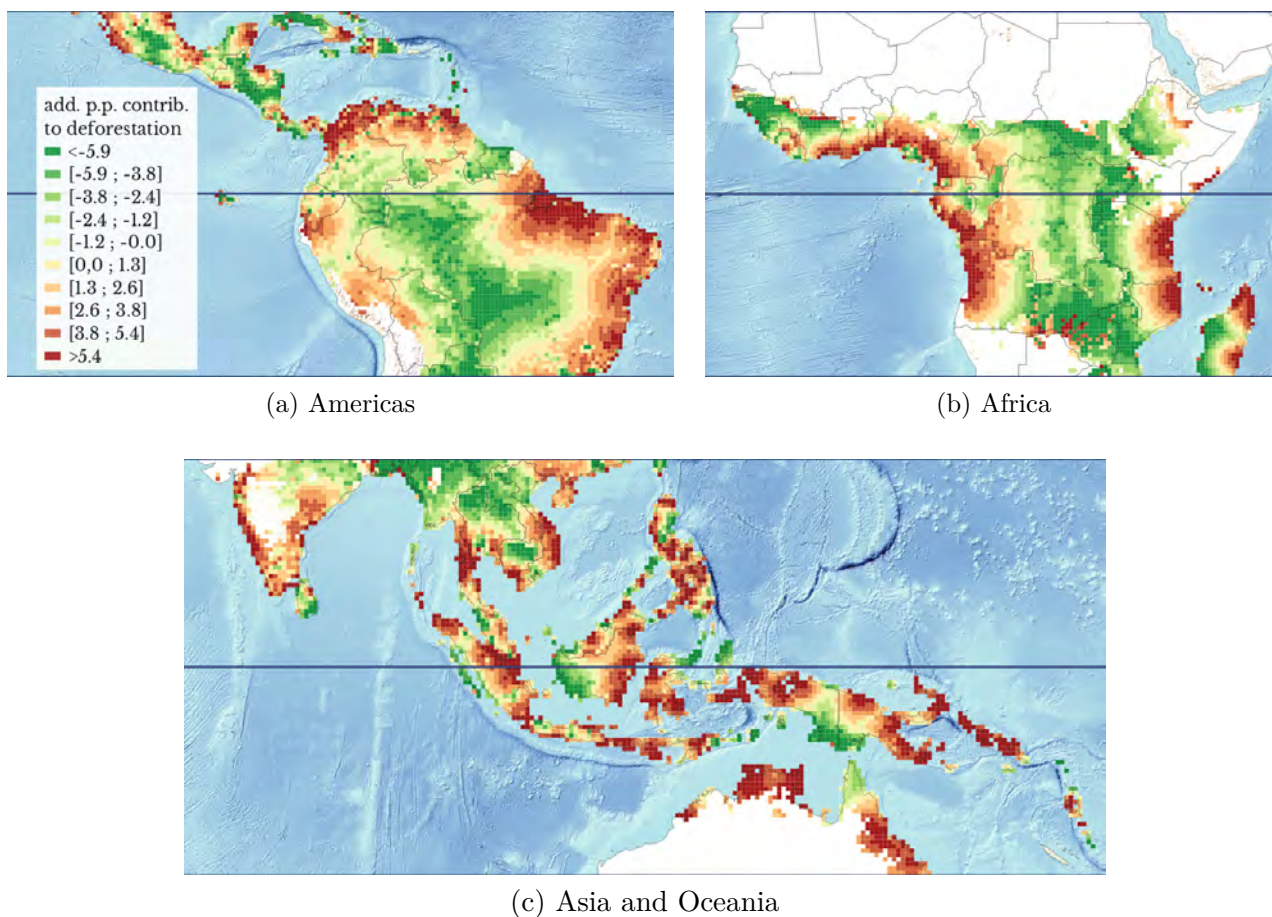 add. p.p. contrib.
to deforestation
<-5.9
[-5.9 ; -3.8]
[-3.8 ; -2.4]
[-2.4 ; -1.2]
[-1.2 ; -0.0]
[0,0 ; 1.3]
[1.3 ; 2.6]
[2.6 ; 3.8]
[3.8 ; 5.4]
>5.4
(a) Americas
(b) Africa
(c) Asia and Oceania